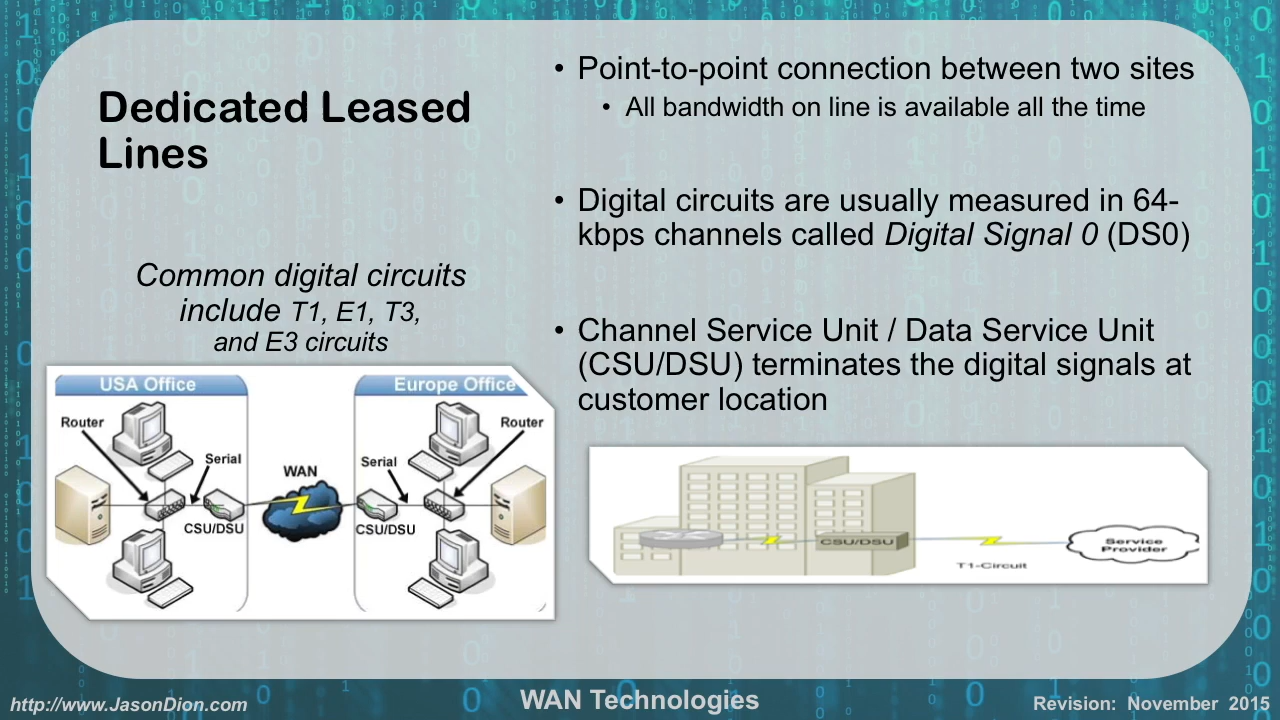 Dedicated Leased
Lines
Common digital circuits
include T1, E1, T3,
and E3 circuits
• Point-to-point connection between two sites
• All bandwidth on line is available all the time
• Digital circuits are usually measured in 64-
kbps channels called Digital Signal 0 (DS0)
• Channel Service Unit / Data Service Unit
(CSU/DSU) terminates the digital signals at
customer location
USA Office
Europe Office
Router
Router
Serial
WAN
Serial
CSU/DSU
CSU/DSU
CSU/DSU
Service
Provider
T1-Circuit
http://www.JasonDion.com
WAN Technologies
Revision: November 2015